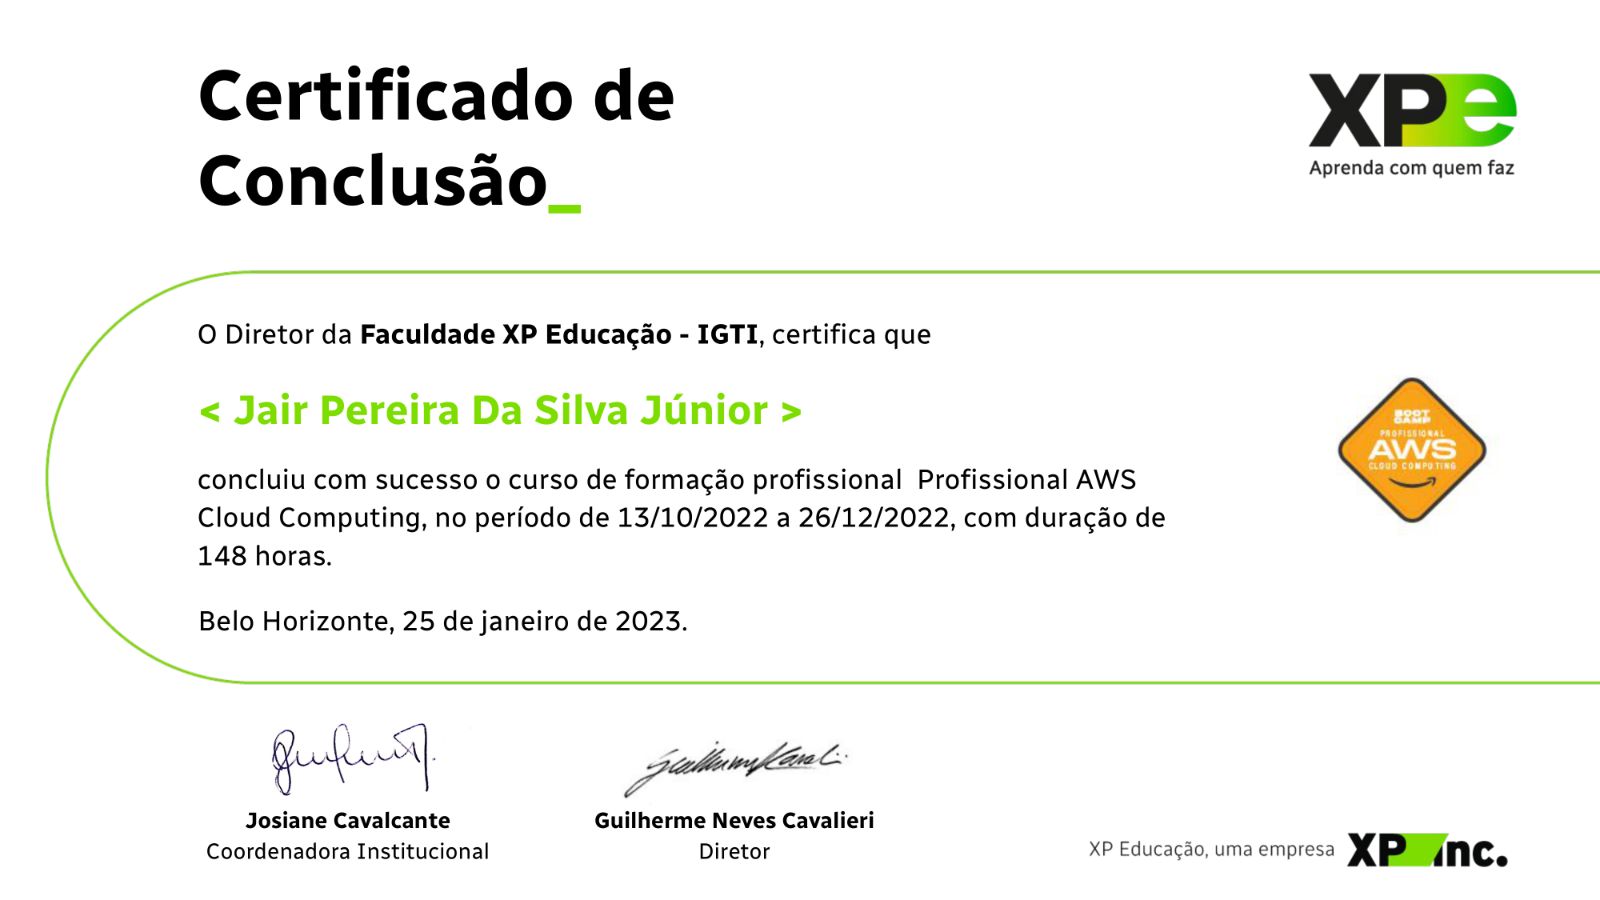 Certificado de
Conclusão_
XPe
Aprenda com quem faz
O Diretor da Faculdade XP Educação - IGTI, certifica que
< Jair Pereira Da Silva Júnior >
concluiu com sucesso o curso de formação profissional  Profissional AWS
Cloud Computing, no período de 13/10/2022 a 26/12/2022, com duração de
148 horas.
Belo Horizonte, 25 de janeiro de 2023.
BOOT
CAMP
PROFISSIONAL
AWS
CLOUD COMPUTING
Josiane Cavalcante
Coordenadora Institucional
Guilherme Neves Cavalieri
Diretor
XP Educação, uma empresa XP inc.